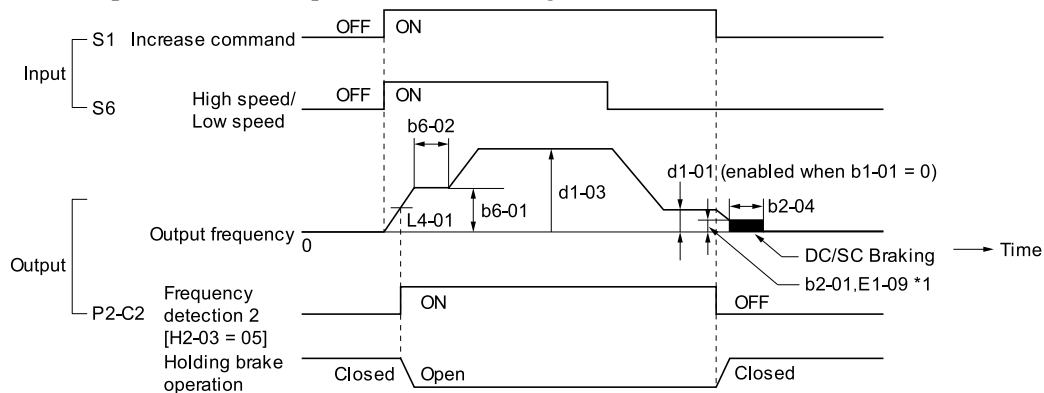 OFF ON
S1 Increase command
Input
OFF ON
S6 High speed/
Low speed
b6-02
d1-01 (enabled when b1-01 = 0)
d1-03
b2-04
L4-01
b6-01
Output frequency
0
DC/SC Braking
Time
Output
b2-01,E1-09 *1
P2-C2
Frequency
detection 2
[H2-03 = 05]
ON
OFF
Holding brake
operation
Closed
Open
Closed